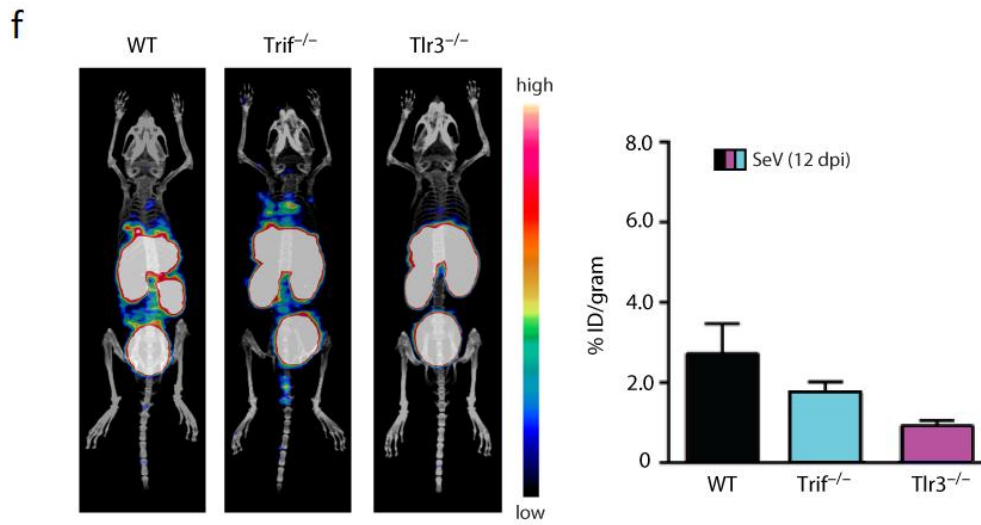 f
WT Trif⁻/⁻ Tlr3⁻/⁻
high
low
8.0
6.0
4.0
2.0
0
% ID/gram
SeV (12 dpi)
WT Trif⁻/⁻ Tlr3⁻/⁻